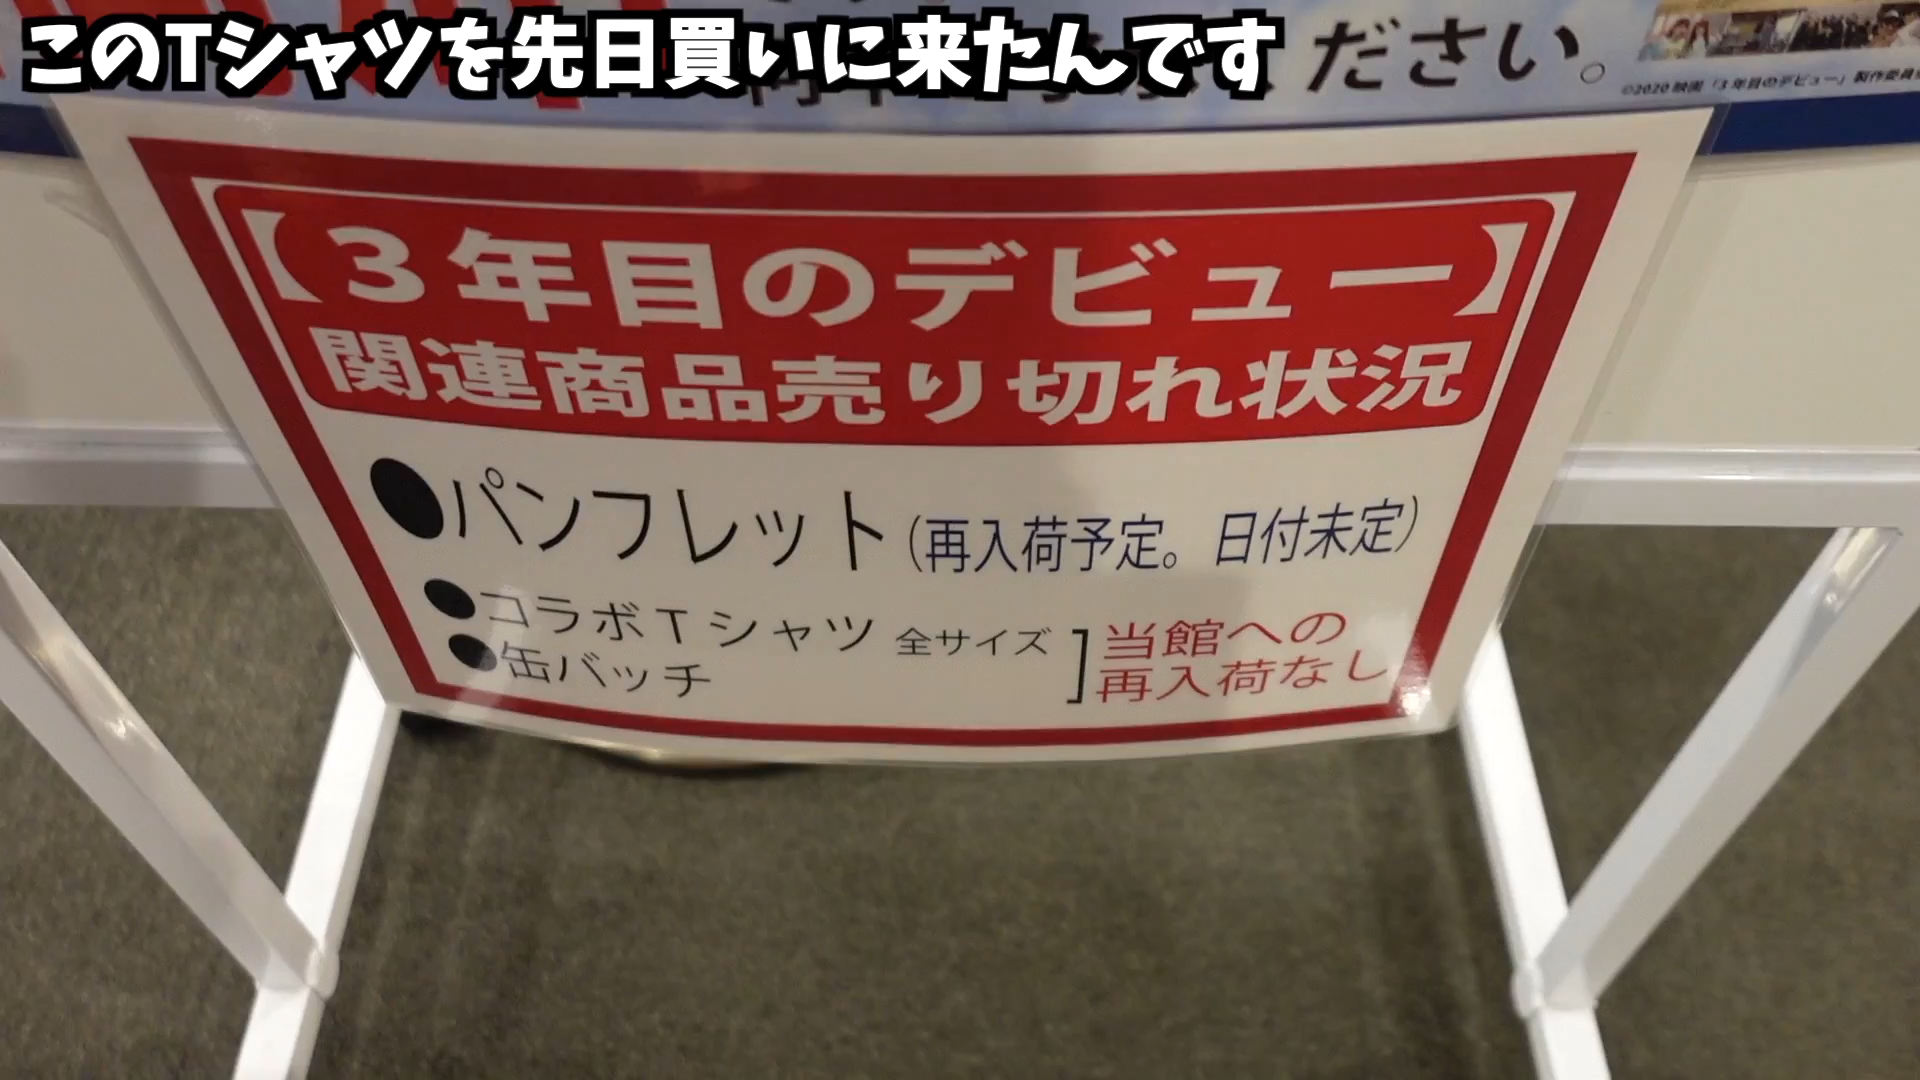 このTシャツを先日買いに来たんです
ださい。
©2020 映画「3年目のデビュー」製作委員
【3年目のデビュー】
関連商品売り切れ状況
●パンフレット(再入荷予定。日付未定)
●コラボTシャツ 全サイズ
●缶バッチ
]当館への
再入荷なし